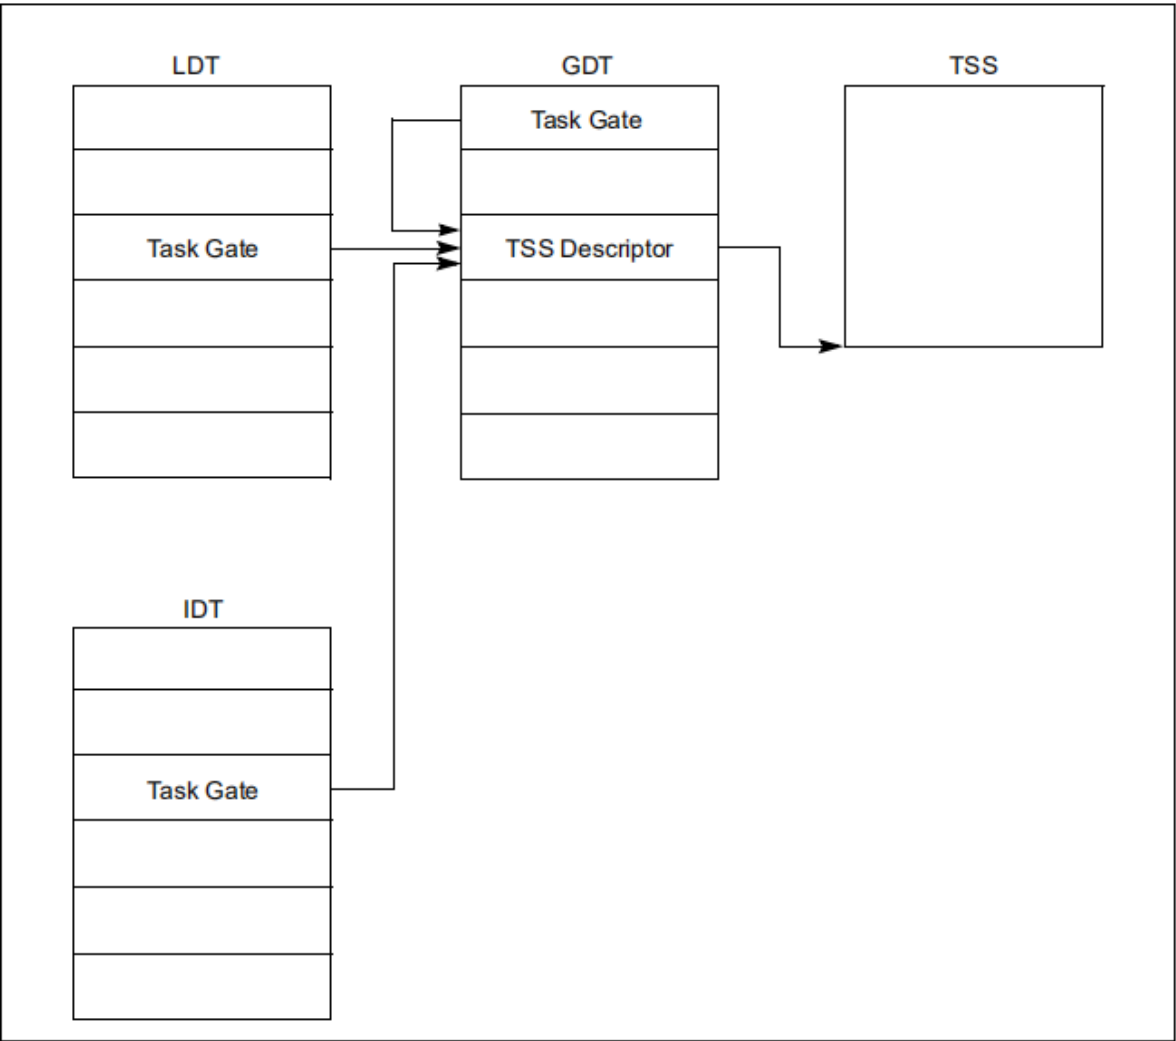 LDT
GDT
TSS
Task Gate
Task Gate
TSS Descriptor
IDT
Task Gate